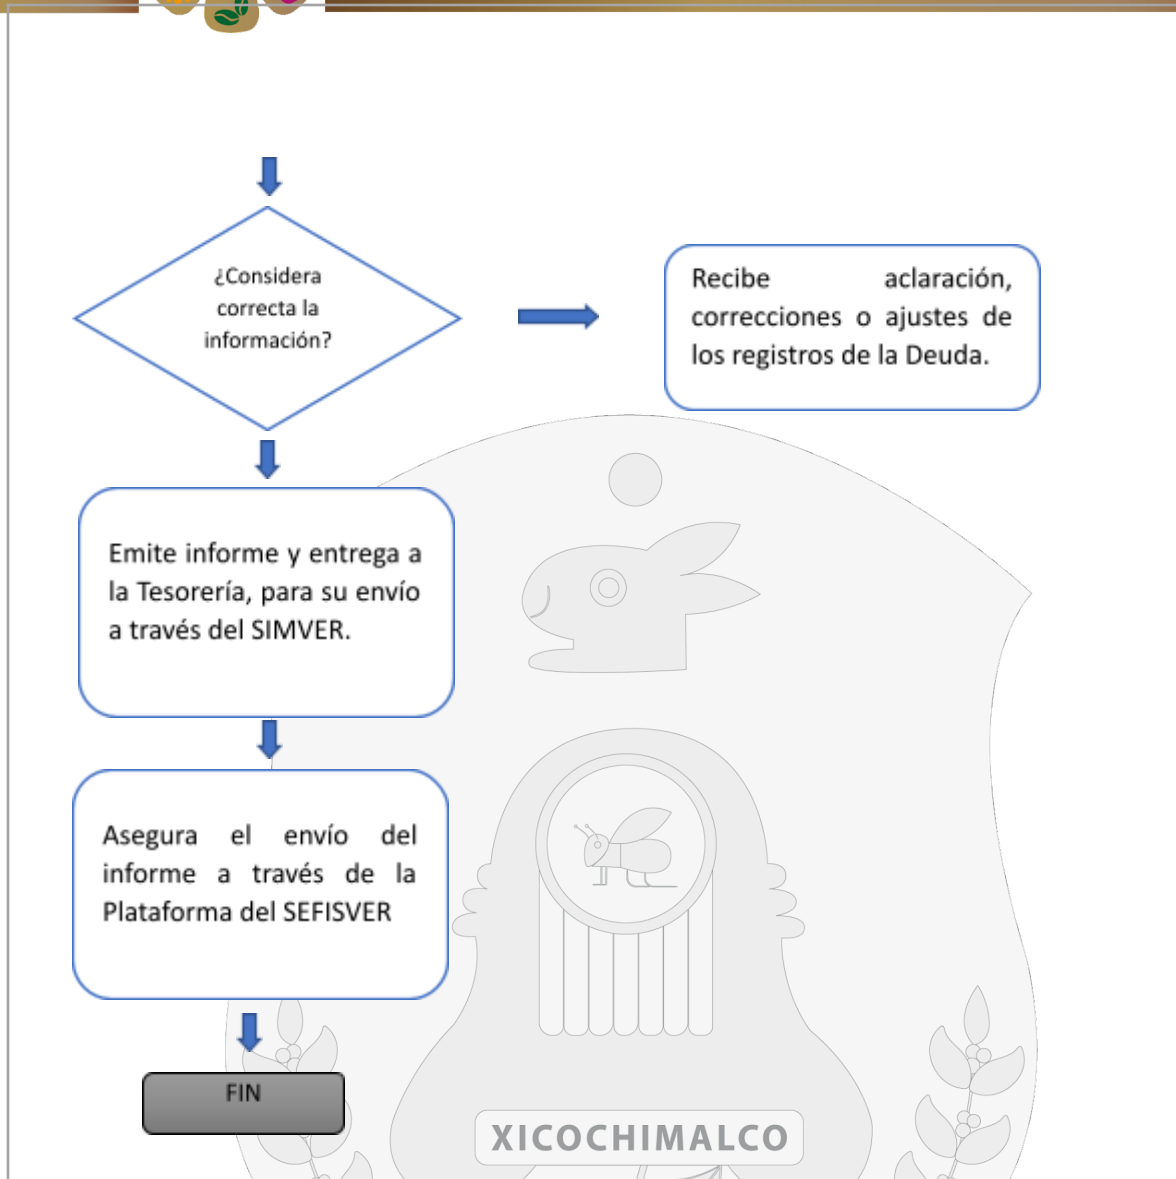 ¿Considera
correcta la
información?
Recibe aclaración,
correcciones o ajustes de
los registros de la Deuda.
Emite informe y entrega a
la Tesorería, para su envío
a través del SIMVER.
Asegura el envío del
informe a través de la
Plataforma del SEFISVER
FIN
XICOCHIMALCO